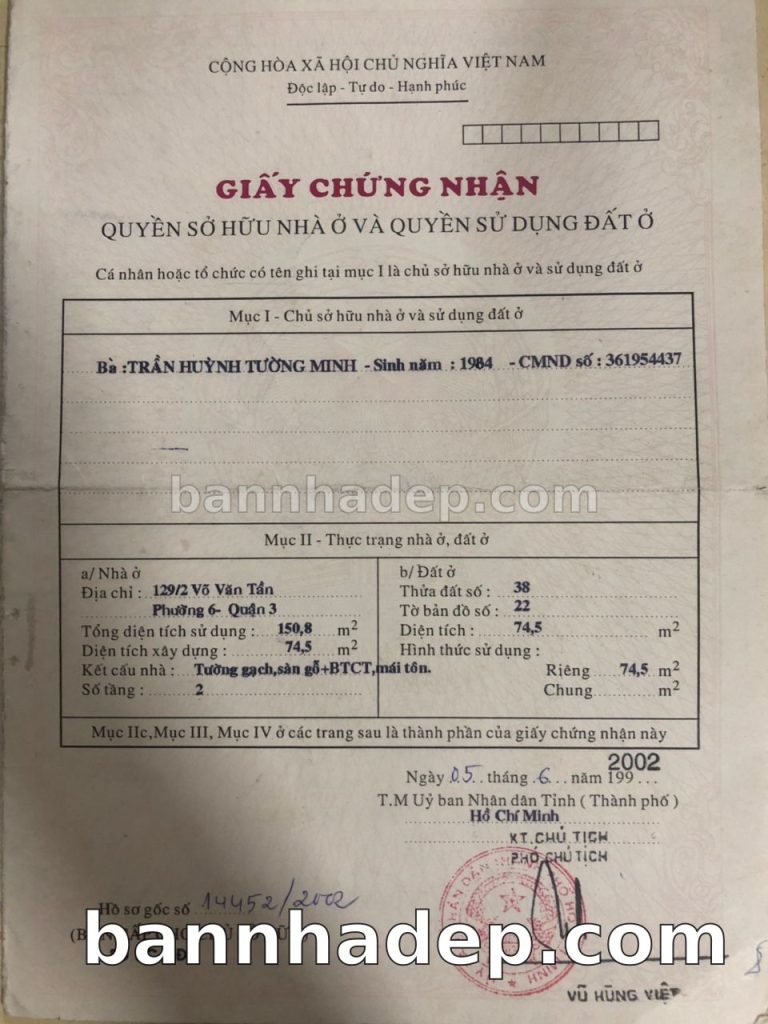 CỘNG HÒA XÃ HỘI CHỦ NGHĨA VIỆT NAM
Độc lập - Tự do - Hạnh phúc
GIẤY CHỨNG NHẬN
QUYỀN SỞ HỮU NHÀ Ở VÀ QUYỀN SỬ DỤNG ĐẤT Ở
Cá nhân hoặc tổ chức có tên ghi tại mục I là chủ sở hữu nhà ở và sử dụng đất ở
Mục I - Chủ sở hữu nhà ở và sử dụng đất ở
Bà :TRẦN HUỲNH TƯỜNG MINH - Sinh năm : 1984 - CMND số : 361954437
bannhadep.com
Mục II - Thực trạng nhà ở, đất ở
a/ Nhà ở
Địa chỉ : 129/2 Võ Văn Tần
Phường 6- Quận 3
Tổng diện tích sử dụng : 150,8 m²
Diện tích xây dựng : 74,5 m²
Kết cấu nhà : Tường gạch,sàn gỗ+BTCT,mái tôn.
Số tầng : 2
b/ Đất ở
Thửa đất số : 38
Tờ bản đồ số : 22
Diện tích : 74,5 m²
Hình thức sử dụng :
Riêng 74,5 m²
Chung m²
Mục IIc,Mục III, Mục IV ở các trang sau là thành phần của giấy chứng nhận này
2002
Ngày 05 tháng 6 năm 199
T.M Uỷ ban Nhân dân Tỉnh ( Thành phố )
Hồ Chí Minh
KT.CHỦ TỊCH
PHÓ CHỦ TỊCH
Hồ sơ gốc số 14452/2002
bannhadep.com
VŨ HÙNG VIỆT